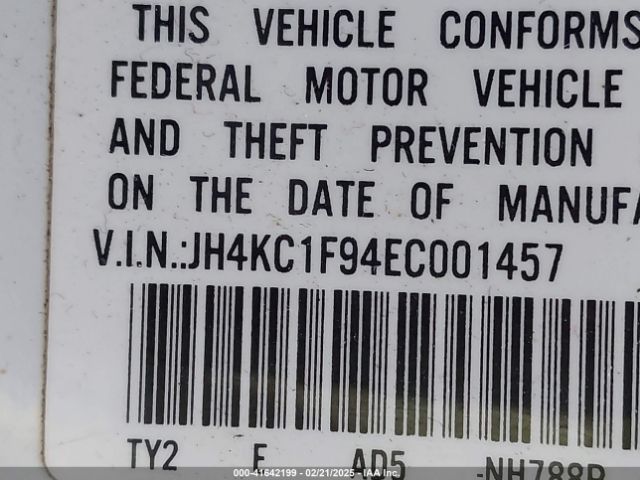 THIS VEHICLE CONFORMS
FEDERAL MOTOR VEHICLE
AND THEFT PREVENTION
ON THE DATE OF MANUFA
V.I.N.:JH4KC1F94EC001457
TY2 F AD5 -NH788P
000-41642199 — 02/21/2025 - IAA Inc.